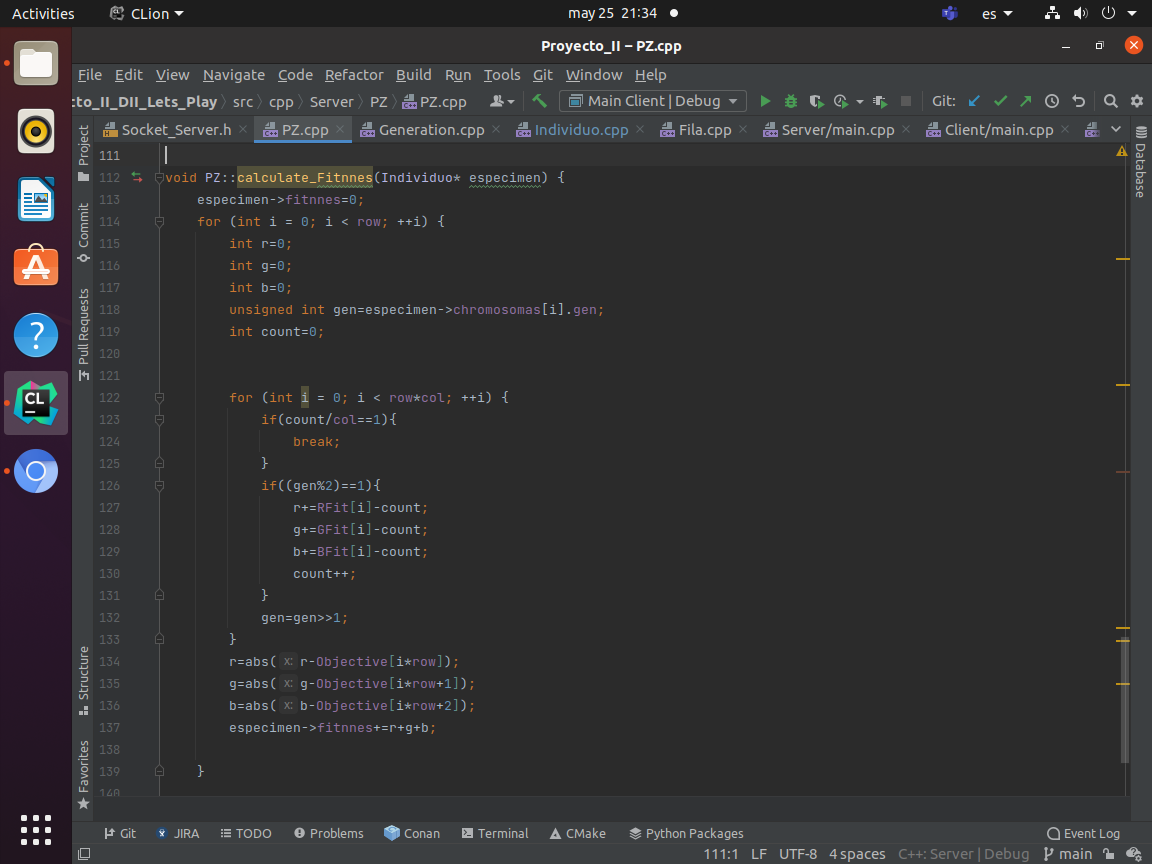 Activities CLion may 25 21:34 es
Proyecto_II – PZ.cpp
File Edit View Navigate Code Refactor Build Run Tools Git Window Help
cto_II_DII_Lets_Play src cpp Server PZ PZ.cpp Main Client | Debug Git:
Socket_Server.h PZ.cpp Generation.cpp Individuo.cpp Fila.cpp Server/main.cpp Client/main.cpp
Project
Commit
Pull Requests
Structure
Favorites
Database
111
112 void PZ::calculate_Fitnnes(Individuo* especimen) {
113 especimen->fitnnes=0;
114 for (int i = 0; i < row; ++i) {
115 int r=0;
116 int g=0;
117 int b=0;
118 unsigned int gen=especimen->chromosomas[i].gen;
119 int count=0;
120
121
122 for (int i = 0; i < row*col; ++i) {
123 if(count/col==1){
124 break;
125 }
126 if((gen%2)==1){
127 r+=RFit[i]-count;
128 g+=GFit[i]-count;
129 b+=BFit[i]-count;
130 count++;
131 }
132 gen=gen>>1;
133 }
134 r=abs( x: r-Objective[i*row]);
135 g=abs( x: g-Objective[i*row+1]);
136 b=abs( x: b-Objective[i*row+2]);
137 especimen->fitnnes+=r+g+b;
138
139 }
140
Git JIRA TODO Problems Conan Terminal CMake Python Packages Event Log
111:1 LF UTF-8 4 spaces C++: Server | Debug main